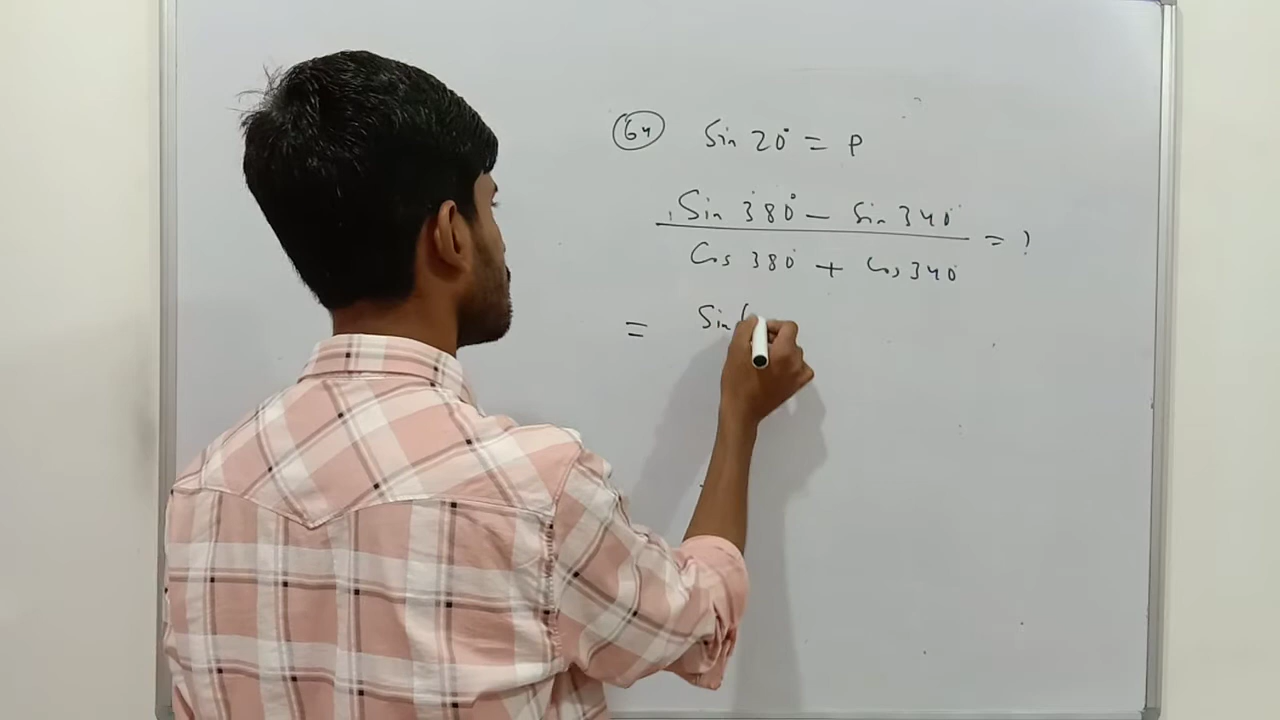 64 Sin 20° = P
Sin 380° - Sin 340°
Cos 380° + Cos 340° = ?
= Sin (